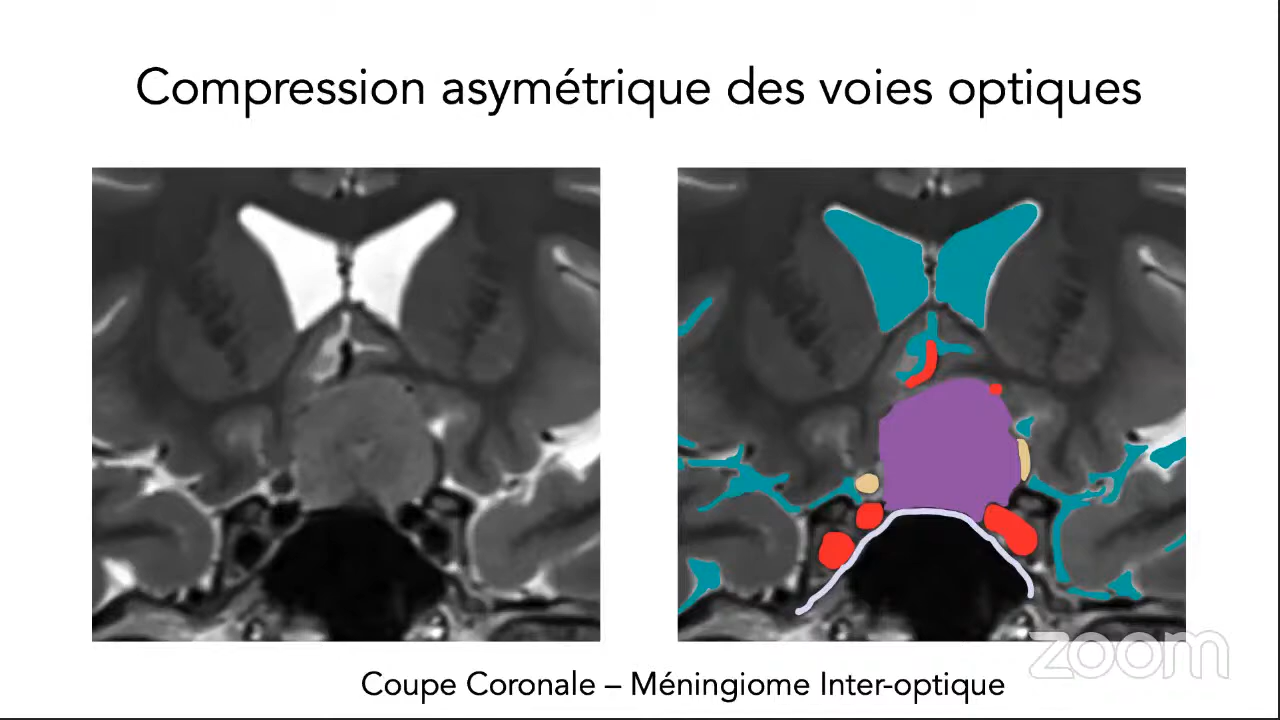 Compression asymétrique des voies optiques
zoom
Coupe Coronale – Méningiome Inter-optique